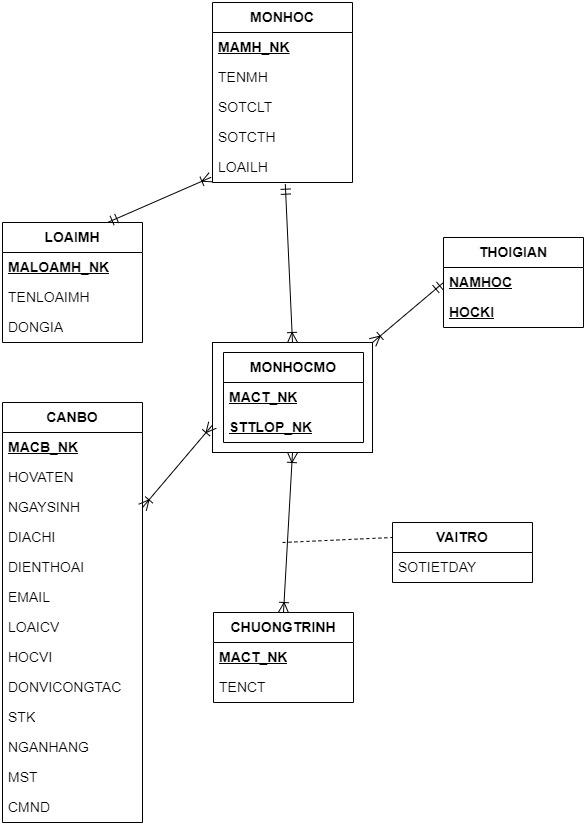 MONHOC
MAMH_NK
TENMH
SOTCLT
SOTCTH
LOAILH
LOAIMH
MALOAMH_NK
TENLOAIMH
DONGIA
THOIGIAN
NAMHOC
HOCKI
MONHOCMO
MACT_NK
STTLOP_NK
CANBO
MACB_NK
HOVATEN
NGAYSINH
DIACHI
DIENTHOAI
EMAIL
LOAICV
HOCVI
DONVICONGTAC
STK
NGANHANG
MST
CMND
VAITRO
SOTIETDAY
CHUONGTRINH
MACT_NK
TENCT